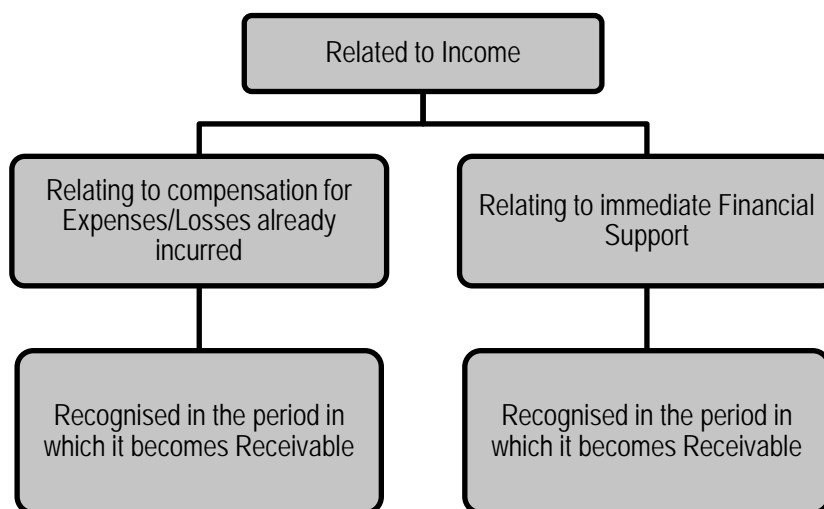 Related to Income
Relating to compensation for
Expenses/Losses already
incurred
Relating to immediate Financial
Support
Recognised in the period in
which it becomes Receivable
Recognised in the period in
which it becomes Receivable